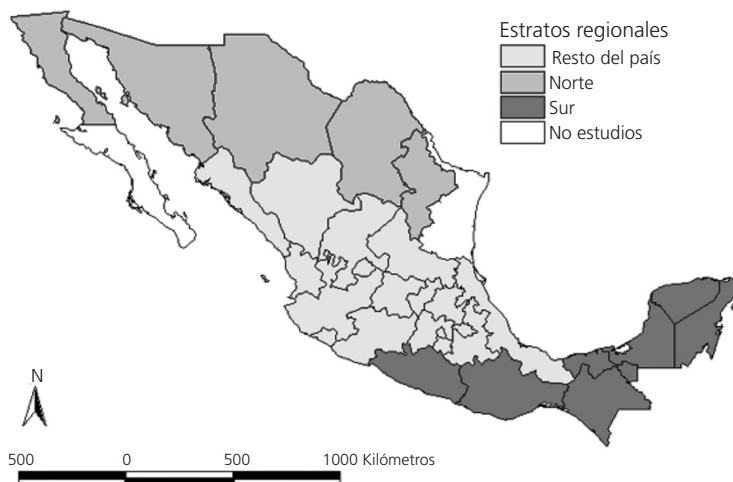 Estratos regionales
Resto del país
Norte
Sur
No estudios
N
500 0 500 1000 Kilómetros